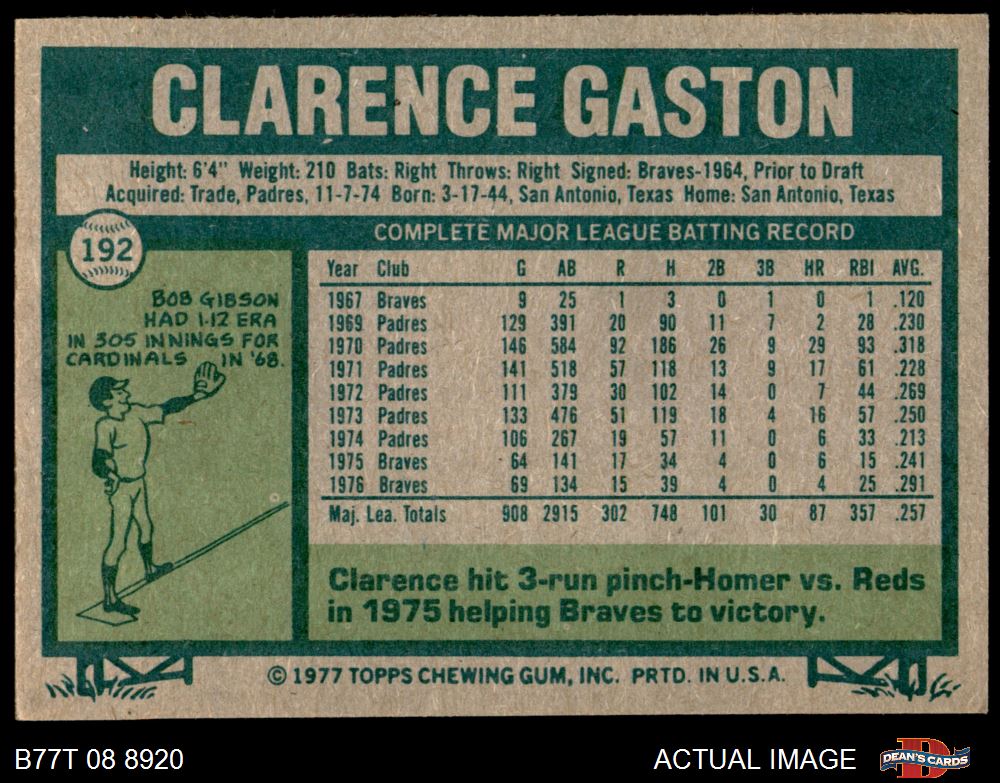 CLARENCE GASTON
Height: 6'4" Weight: 210 Bats: Right Throws: Right Signed: Braves-1964, Prior to Draft
Acquired: Trade, Padres, 11-7-74 Born: 3-17-44, San Antonio, Texas Home: San Antonio, Texas
192
BOB GIBSON
HAD 1.12 ERA
IN 305 INNINGS FOR
CARDINALS IN '68.
COMPLETE MAJOR LEAGUE BATTING RECORD
Year Club G AB R H 2B 3B HR RBI AVG.
1967 Braves 9 25 1 3 0 1 0 1 .120
1969 Padres 129 391 20 90 11 7 2 28 .230
1970 Padres 146 584 92 186 26 9 29 93 .318
1971 Padres 141 518 57 118 13 9 17 61 .228
1972 Padres 111 379 30 102 14 0 7 44 .269
1973 Padres 133 476 51 119 18 4 16 57 .250
1974 Padres 106 267 19 57 11 0 6 33 .213
1975 Braves 64 141 17 34 4 0 6 15 .241
1976 Braves 69 134 15 39 4 0 4 25 .291
Maj. Lea. Totals 908 2915 302 748 101 30 87 357 .257
Clarence hit 3-run pinch-Homer vs. Reds
in 1975 helping Braves to victory.
© 1977 TOPPS CHEWING GUM, INC. PRTD. IN U.S.A.
B77T 08 8920
ACTUAL IMAGE
D
DEAN'S CARDS